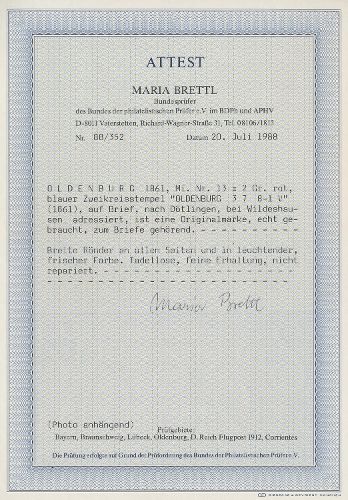 ATTEST
MARIA BRETTL
Bundesprüfer
des Bundes der philatelistischen Prüfer e.V. im BDPh und APHV
D-8011 Vaterstetten, Richard-Wagner-Straße 31, Tel. 08106/1813
Nr. 88/352 Datum 20. Juli 1988
OLDENBURG 1861, Mi. Nr. 13 = 2 Gr. rot,
blauer Zweikreisstempel "OLDENBURG 3 7 8-1 V"
(1861), auf Brief, nach Dötlingen, bei Wildeshau-
sen adressiert, ist eine Originalmarke, echt ge-
braucht, zum Briefe gehörend. - - - - - - - - - -
Breite Ränder an allen Seiten und in leuchtender,
frischer Farbe. Tadellose, feine Erhaltung, nicht
repariert. - - - - - - - - - - - - - - - - - - -
Maria Brettl
(Photo anhängend)
Prüfgebiete:
Bayern, Braunschweig, Lübeck, Oldenburg, D. Reich Flugpost 1912, Corrientes
Die Prüfung erfolgte auf Grund der Prüfordnung des Bundes der Philatelistischen Prüfer e.V.